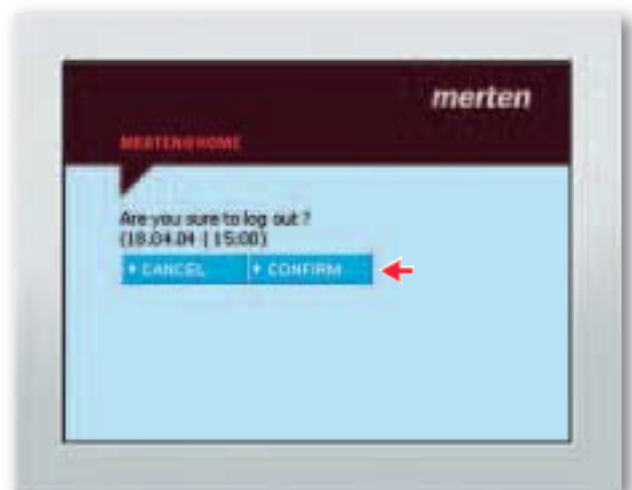 merten
MERTEN@HOME
Are you sure to log out ?
(18.04.04 | 15:00)
CANCEL CONFIRM